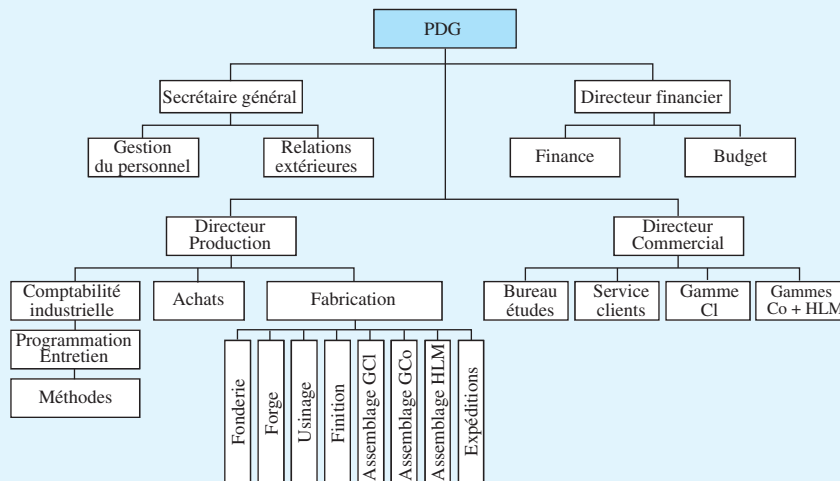 PDG
Secrétaire général
Directeur financier
Gestion
du personnel
Relations
extérieures
Finance
Budget
Directeur
Production
Directeur
Commercial
Comptabilité
industrielle
Achats
Fabrication
Bureau
études
Service
clients
Gamme
Cl
Gammes
Co + HLM
Programmation
Entretien
Méthodes
Fonderie
Forge
Usinage
Finition
Assemblage GCl
Assemblage GCo
Assemblage HLM
Expéditions